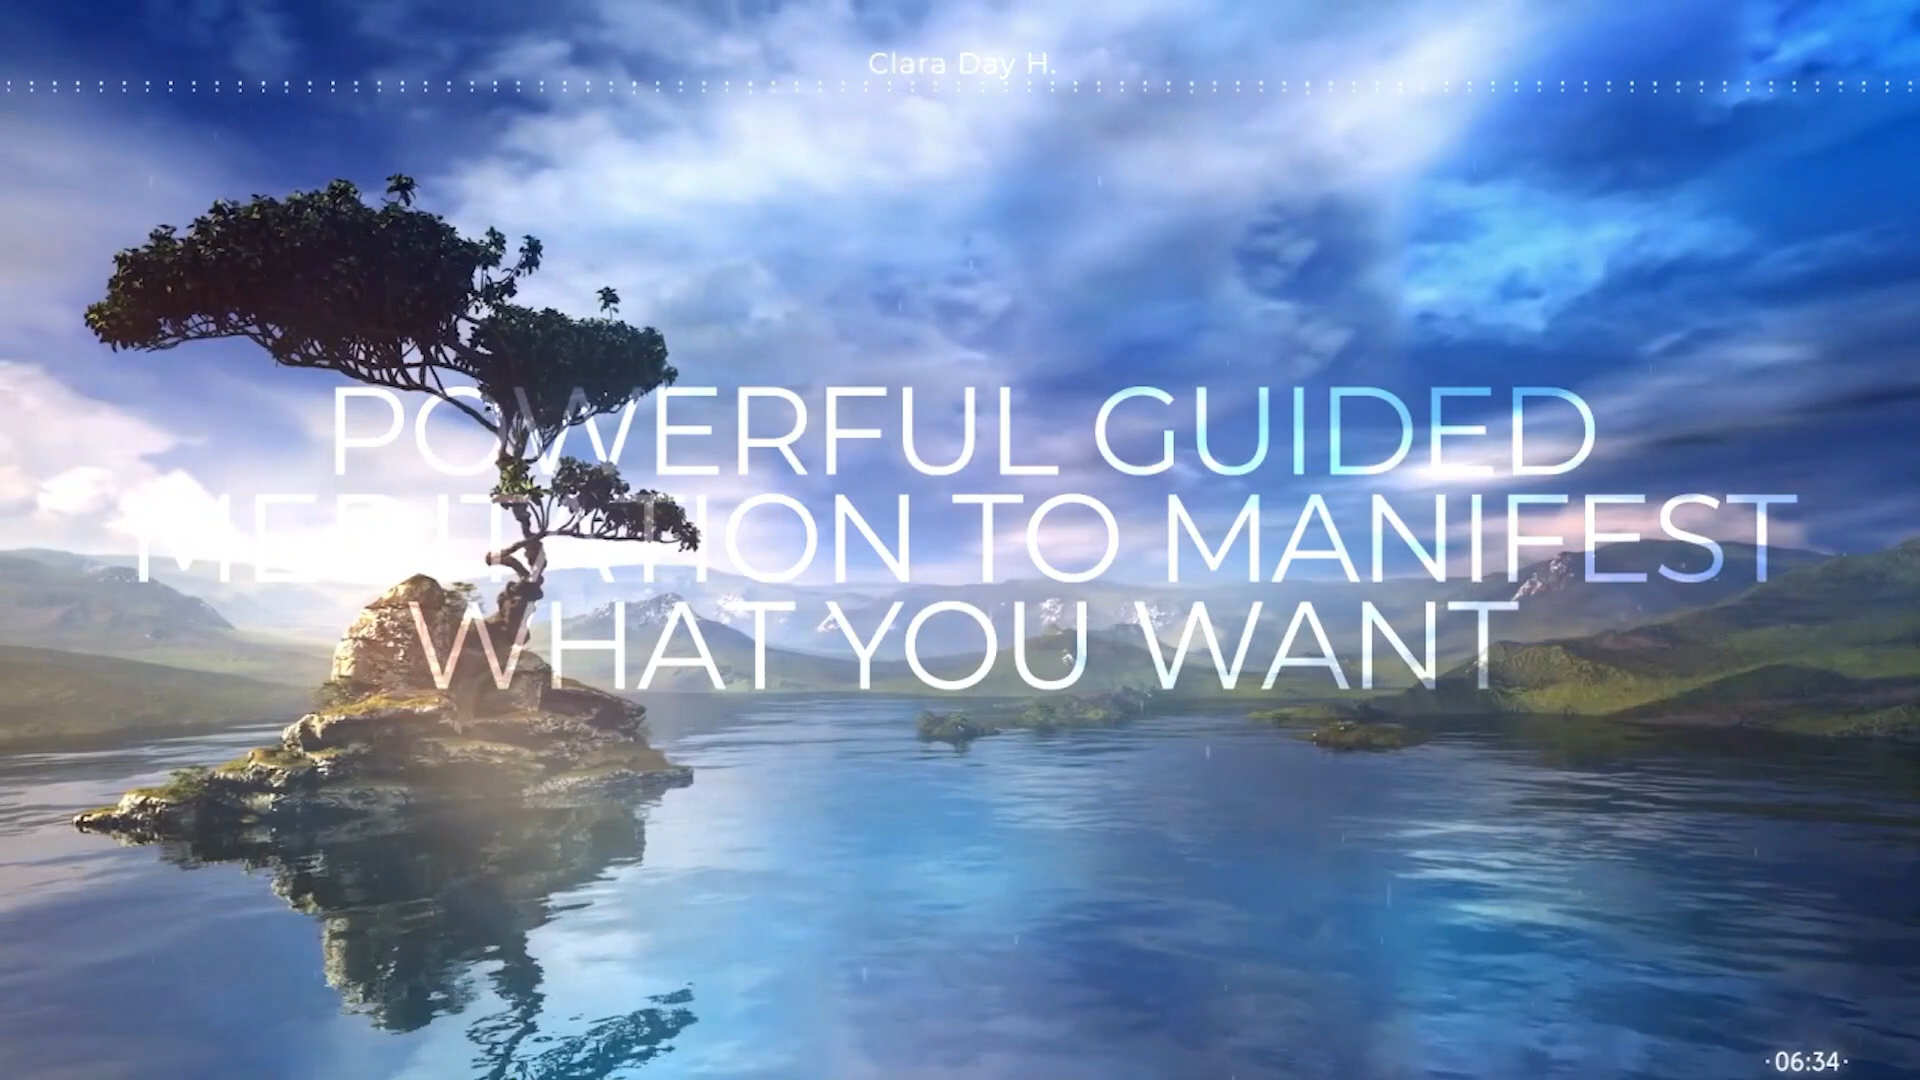 Clara Day H.
POWERFUL GUIDED
MEDITATION TO MANIFEST
WHAT YOU WANT
·06:34·